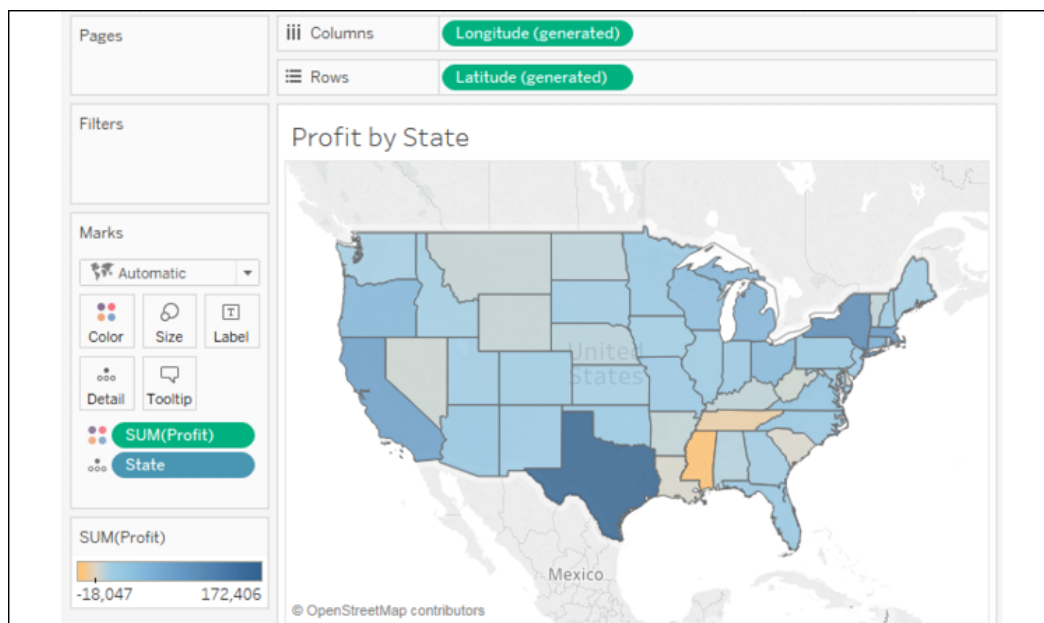 Pages
Columns
Longitude (generated)
Rows
Latitude (generated)
Filters
Profit by State
Marks
Automatic
Color
Size
T
Label
Detail
Tooltip
SUM(Profit)
State
SUM(Profit)
-18,047
172,406
United
States
Mexico
© OpenStreetMap contributors